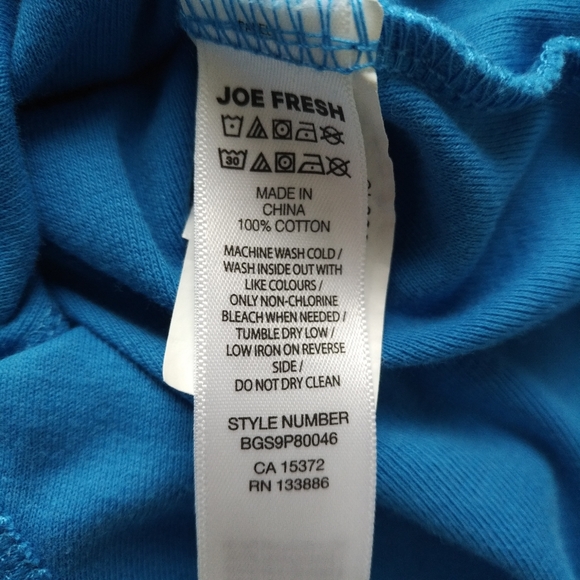 JOE FRESH
30
MADE IN
CHINA
100% COTTON
MACHINE WASH COLD /
WASH INSIDE OUT WITH
LIKE COLOURS /
ONLY NON-CHLORINE
BLEACH WHEN NEEDED /
TUMBLE DRY LOW /
LOW IRON ON REVERSE
SIDE /
DO NOT DRY CLEAN
STYLE NUMBER
BGS9P80046
CA 15372
RN 133886